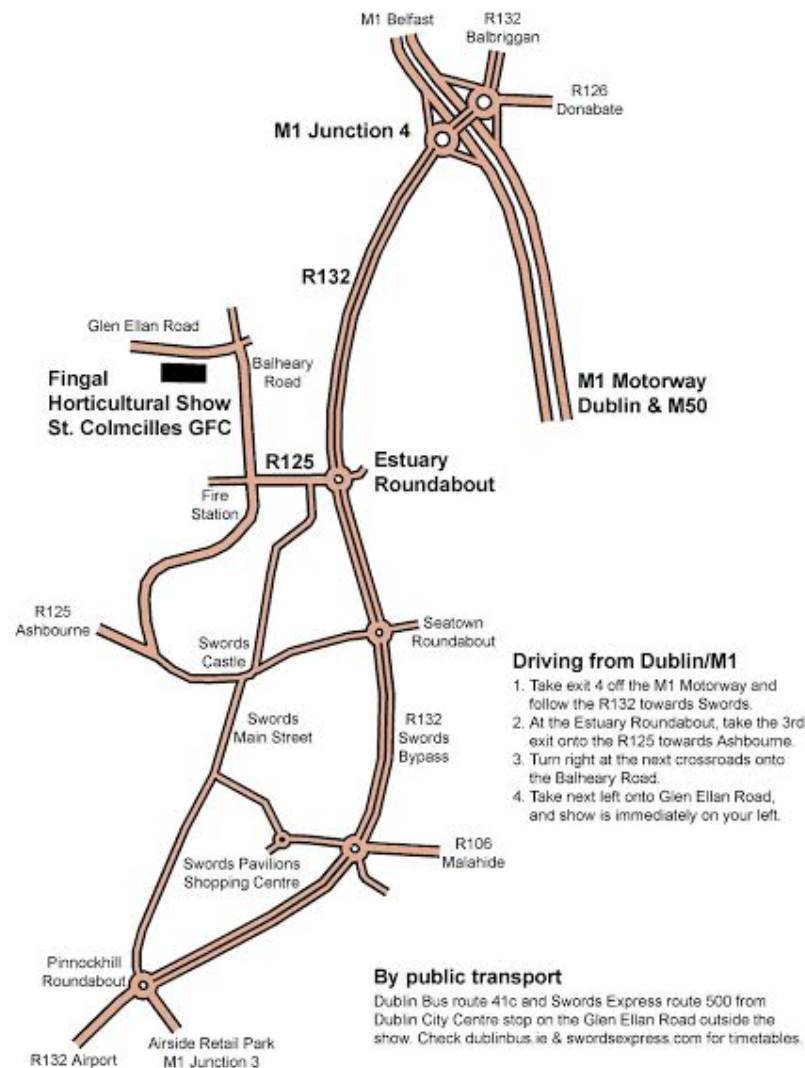 M1 Belfast
R132
Balbriggan
R126
Donabate
M1 Junction 4
R132
Glen Ellan Road
Balheary
Road
Fingal
Horticultural Show
St. Colmcilles GFC
M1 Motorway
Dublin & M50
R125
Estuary
Roundabout
Fire
Station
R125
Ashbourne
Swords
Castle
Seatown
Roundabout
Swords
Main Street
R132
Swords
Bypass
Driving from Dublin/M1
1. Take exit 4 off the M1 Motorway and
follow the R132 towards Swords.
2. At the Estuary Roundabout, take the 3rd
exit onto the R125 towards Ashbourne.
3. Turn right at the next crossroads onto
the Balheary Road.
4. Take next left onto Glen Ellan Road,
and show is immediately on your left.
Swords Pavilions
Shopping Centre
R106
Malahide
Pinnockhill
Roundabout
R132 Airport
Airside Retail Park
M1 Junction 3
By public transport
Dublin Bus route 41c and Swords Express route 500 from
Dublin City Centre stop on the Glen Ellan Road outside the
show. Check dublinbus.ie & swordsexpress.com for timetables.